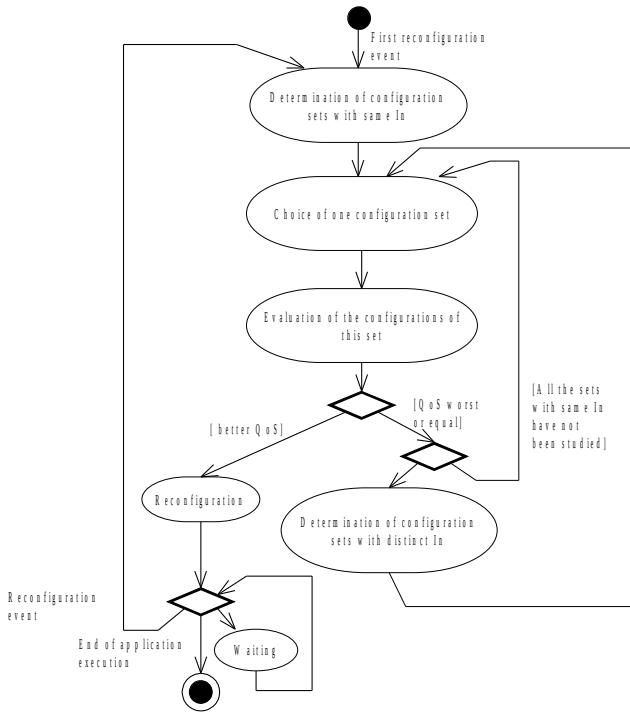 First reconfiguration
event
Determination of configuration
sets with same In
Choice of one configuration set
Evaluation of the configurations of
this set
[QoS worst
or equal]
[All the sets
with same In
have not
been studied]
[better QoS]
Reconfiguration
Determination of configuration
sets with distinct In
Reconfiguration
event
End of application
execution
Waiting